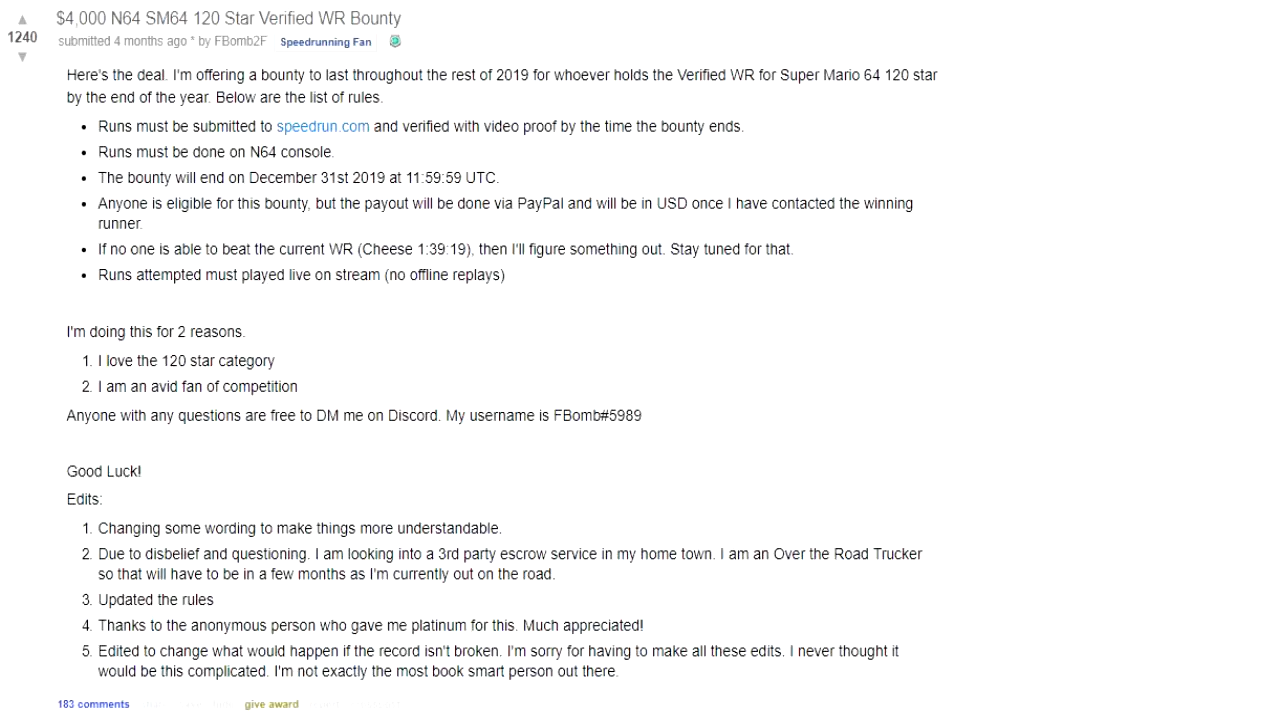 $4,000 N64 SM64 120 Star Verified WR Bounty
1240
submitted 4 months ago * by FBomb2F Speedrunning Fan
Here's the deal. I'm offering a bounty to last throughout the rest of 2019 for whoever holds the Verified WR for Super Mario 64 120 star
by the end of the year. Below are the list of rules.
• Runs must be submitted to speedrun.com and verified with video proof by the time the bounty ends.
• Runs must be done on N64 console.
• The bounty will end on December 31st 2019 at 11:59:59 UTC.
• Anyone is eligible for this bounty, but the payout will be done via PayPal and will be in USD once I have contacted the winning
runner.
• If no one is able to beat the current WR (Cheese 1:39:19), then I'll figure something out. Stay tuned for that.
• Runs attempted must played live on stream (no offline replays)
I'm doing this for 2 reasons.
1. I love the 120 star category
2. I am an avid fan of competition
Anyone with any questions are free to DM me on Discord. My username is FBomb#5989
Good Luck!
Edits:
1. Changing some wording to make things more understandable.
2. Due to disbelief and questioning. I am looking into a 3rd party escrow service in my home town. I am an Over the Road Trucker
so that will have to be in a few months as I'm currently out on the road.
3. Updated the rules
4. Thanks to the anonymous person who gave me platinum for this. Much appreciated!
5. Edited to change what would happen if the record isn't broken. I'm sorry for having to make all these edits. I never thought it
would be this complicated. I'm not exactly the most book smart person out there.
183 comments give award